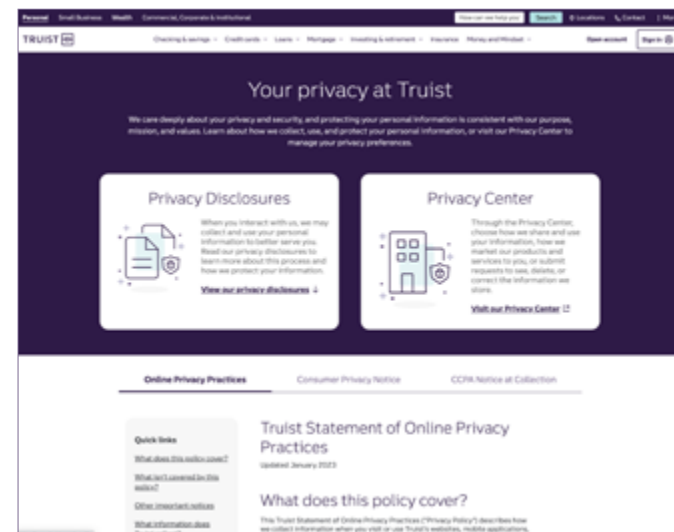 Personal Small Business Wealth Commercial, Corporate & Institutional How can we help you Search Locations Contact
TRUIST Checking & savings Credit cards Loans Mortgage Investing & retirement Insurance Money and Mindset Open account Sign in
Your privacy at Truist
We care deeply about your privacy and security, and protecting your personal information is consistent with our purpose,
mission, and values. Learn about how we collect, use, and protect your personal information, or visit our Privacy Center to
manage your privacy preferences.
Privacy Disclosures
When you interact with us, we may
collect and use your personal
information to better serve you.
Read our privacy disclosures to
learn more about this process and
how we protect your information.
View our privacy disclosures ↓
Privacy Center
Through the Privacy Center,
choose how we share and use
your information, how we
market our products and
services to you, or submit
requests to see, delete, or
correct the information we
store.
Visit our Privacy Center
Online Privacy Practices Consumer Privacy Notice CCPA Notice at Collection
Quick links
What does this policy cover?
What isn't covered by this
policy?
Other important notices
What information does
Truist Statement of Online Privacy
Practices
Updated January 2023
What does this policy cover?
This Truist Statement of Online Privacy Practices ("Privacy Policy") describes how
we collect information when you visit or use Truist's websites, mobile applications,